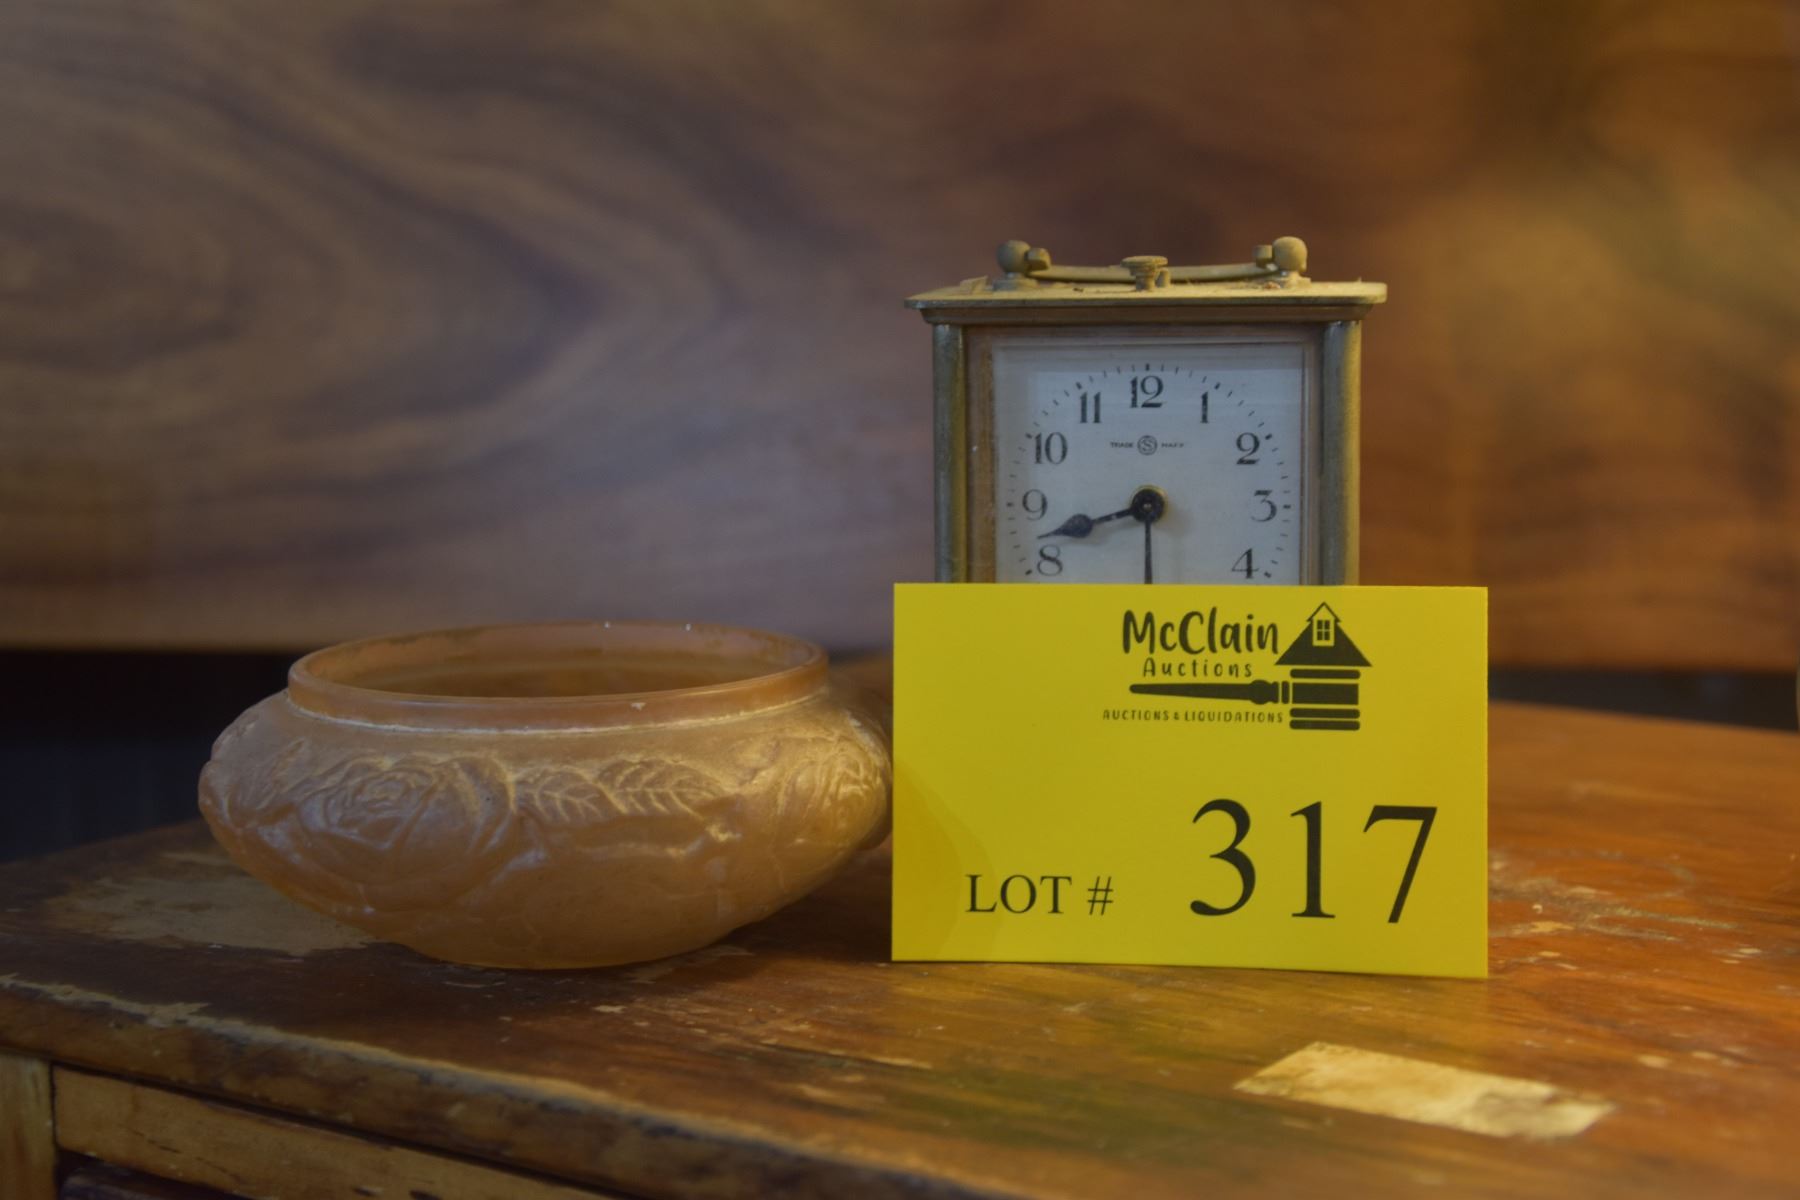 12
11 1
10 2
TRADE S MARK
9 3
8 4
McClain
Auctions
AUCTIONS & LIQUIDATIONS
LOT # 317